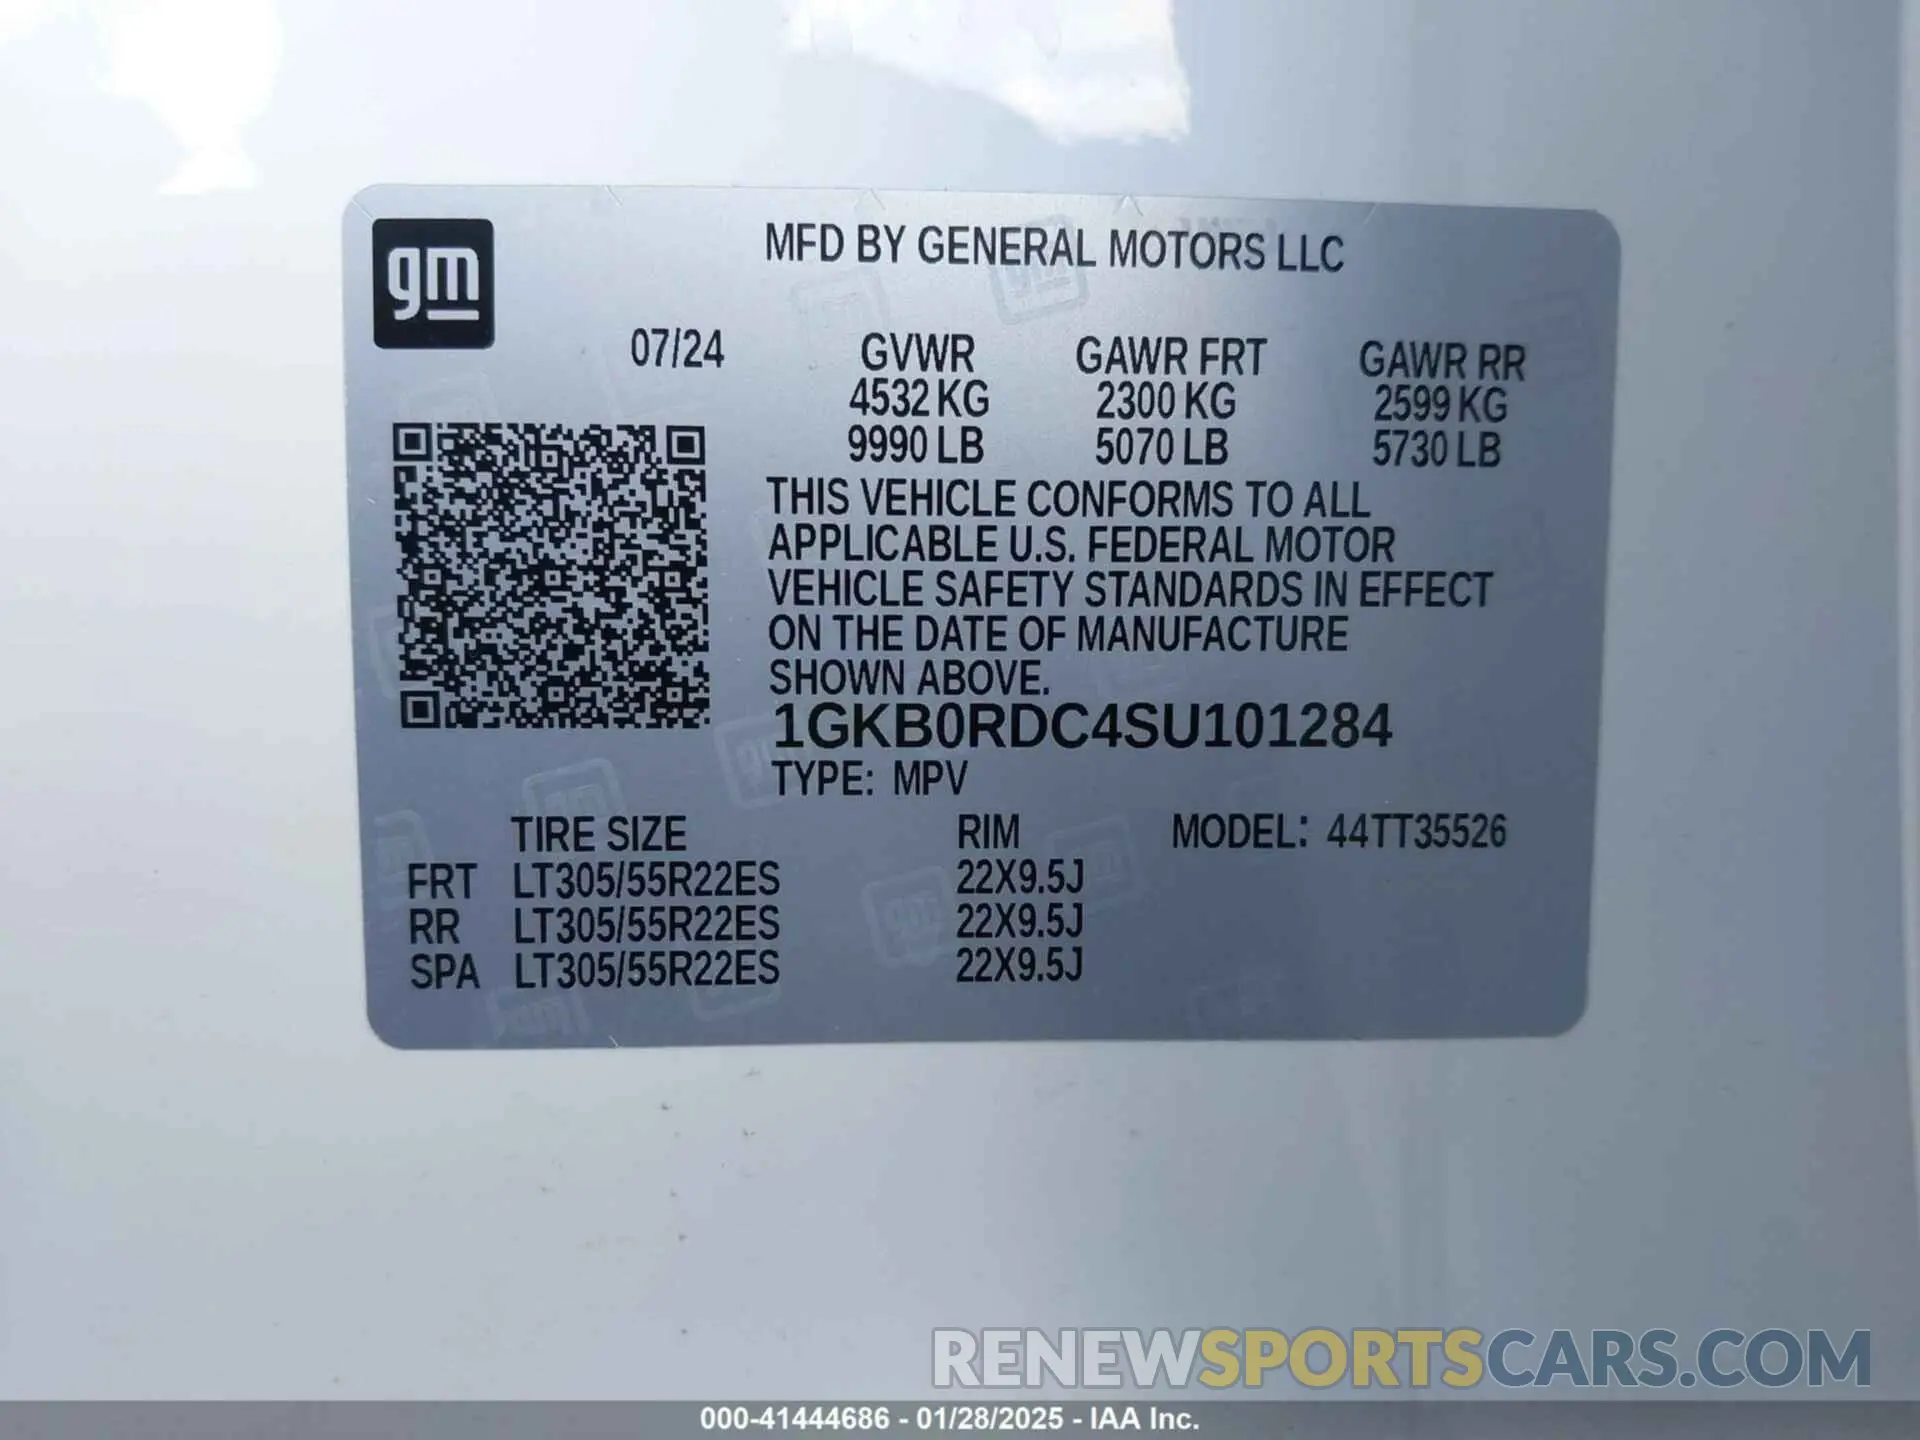 gm
MFD BY GENERAL MOTORS LLC
07/24 GVWR GAWR FRT GAWR RR
4532 KG 2300 KG 2599 KG
9990 LB 5070 LB 5730 LB
THIS VEHICLE CONFORMS TO ALL
APPLICABLE U.S. FEDERAL MOTOR
VEHICLE SAFETY STANDARDS IN EFFECT
ON THE DATE OF MANUFACTURE
SHOWN ABOVE.
1GKB0RDC4SU101284
TYPE: MPV
TIRE SIZE RIM MODEL: 44TT35526
FRT LT305/55R22ES 22X9.5J
RR LT305/55R22ES 22X9.5J
SPA LT305/55R22ES 22X9.5J
RENEWSPORTSCARS.COM
000-41444686 - 01/28/2025 - IAA Inc.